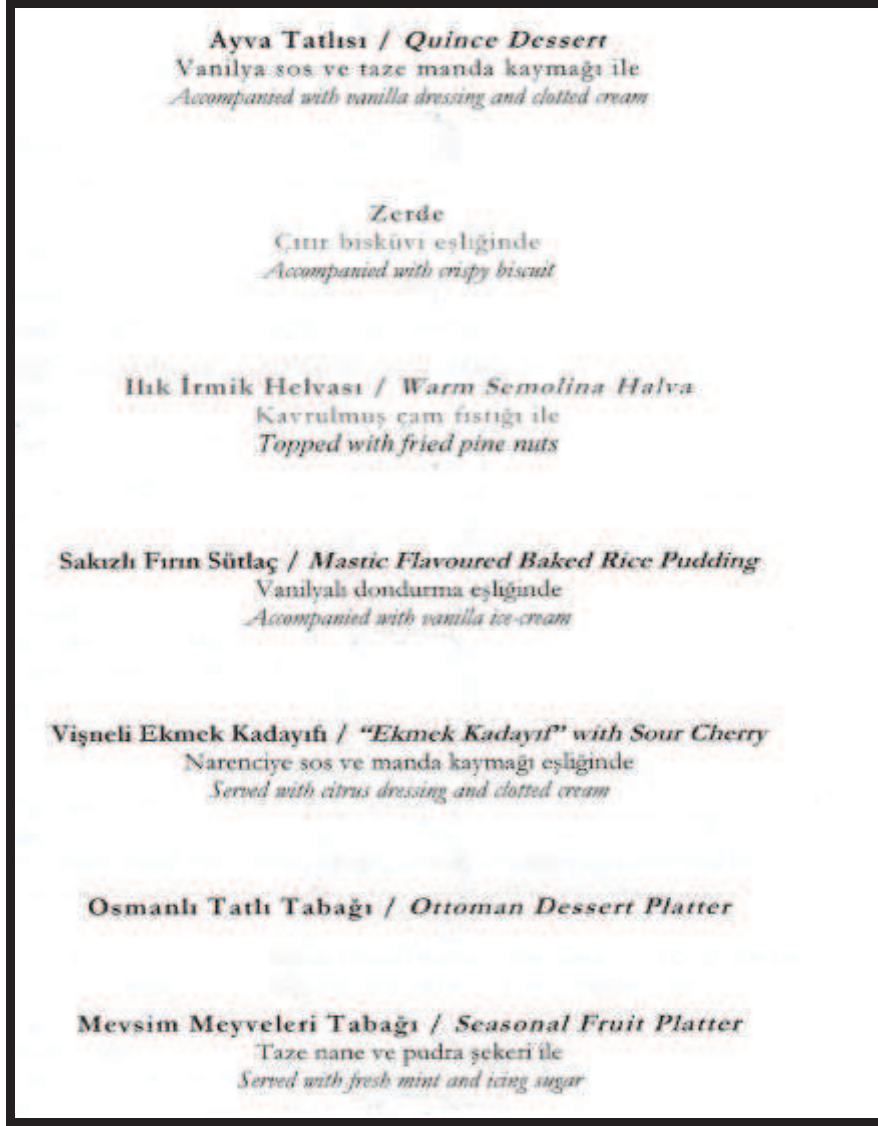 Ayva Tatlısı / Quince Dessert
Vanilya sos ve taze manda kaymağı ile
Accompanied with vanilla dressing and clotted cream
Zerde
Çıtır bisküvi eşliğinde
Accompanied with crispy biscuit
Ilık İrmik Helvası / Warm Semolina Halva
Kavrulmuş çam fıstığı ile
Topped with fried pine nuts
Sakızlı Fırın Sütlaç / Mastic Flavoured Baked Rice Pudding
Vanilyalı dondurma eşliğinde
Accompanied with vanilla ice-cream
Vişneli Ekmek Kadayıfı / “Ekmek Kadayıf” with Sour Cherry
Narenciye sos ve manda kaymağı eşliğinde
Served with citrus dressing and clotted cream
Osmanlı Tatlı Tabağı / Ottoman Dessert Platter
Mevsim Meyveleri Tabağı / Seasonal Fruit Platter
Taze nane ve pudra şekeri ile
Served with fresh mint and icing sugar